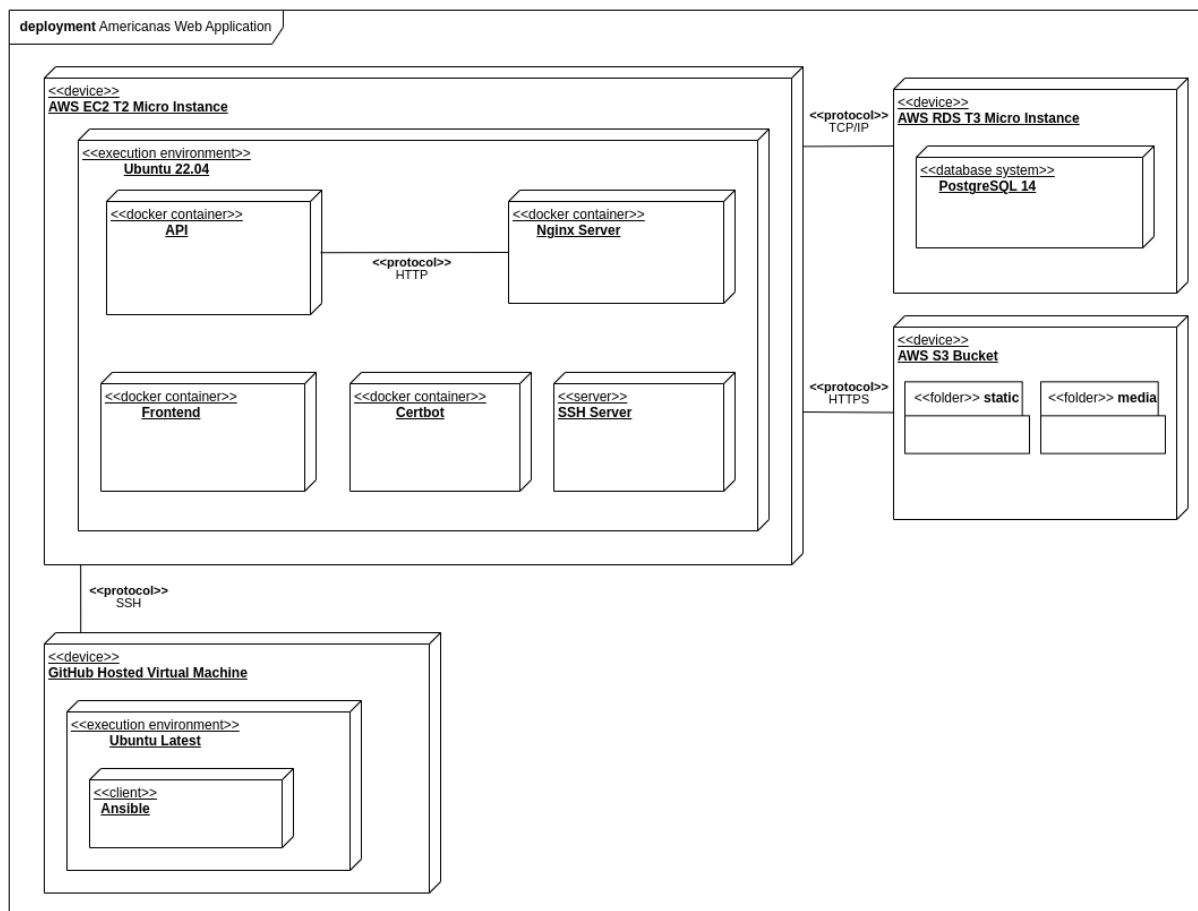 deployment Americanas Web Application
<<device>>
AWS EC2 T2 Micro Instance
<<execution environment>>
Ubuntu 22.04
<<docker container>>
API
<<protocol>>
HTTP
<<docker container>>
Nginx Server
<<docker container>>
Frontend
<<docker container>>
Certbot
<<server>>
SSH Server
<<protocol>>
TCP/IP
<<device>>
AWS RDS T3 Micro Instance
<<database system>>
PostgreSQL 14
<<protocol>>
HTTPS
<<device>>
AWS S3 Bucket
<<folder>> static
<<folder>> media
<<protocol>>
SSH
<<device>>
GitHub Hosted Virtual Machine
<<execution environment>>
Ubuntu Latest
<<client>>
Ansible